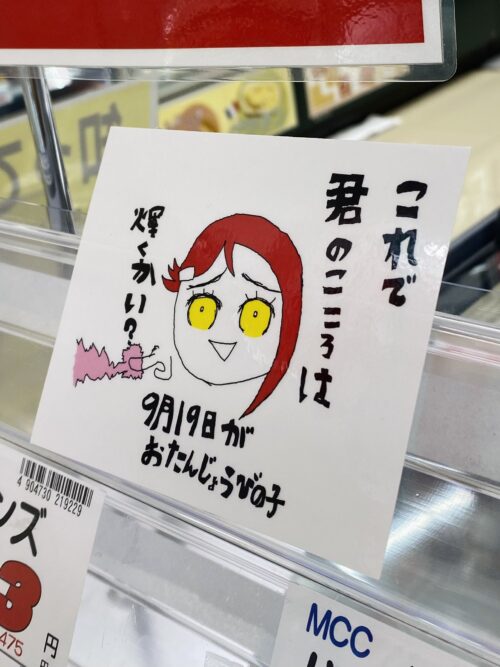 これで
君のこころは
輝くかい?
9月19日が
おたんじょうびの子
4 904730 219229
ンズ
3
475
円
MCC